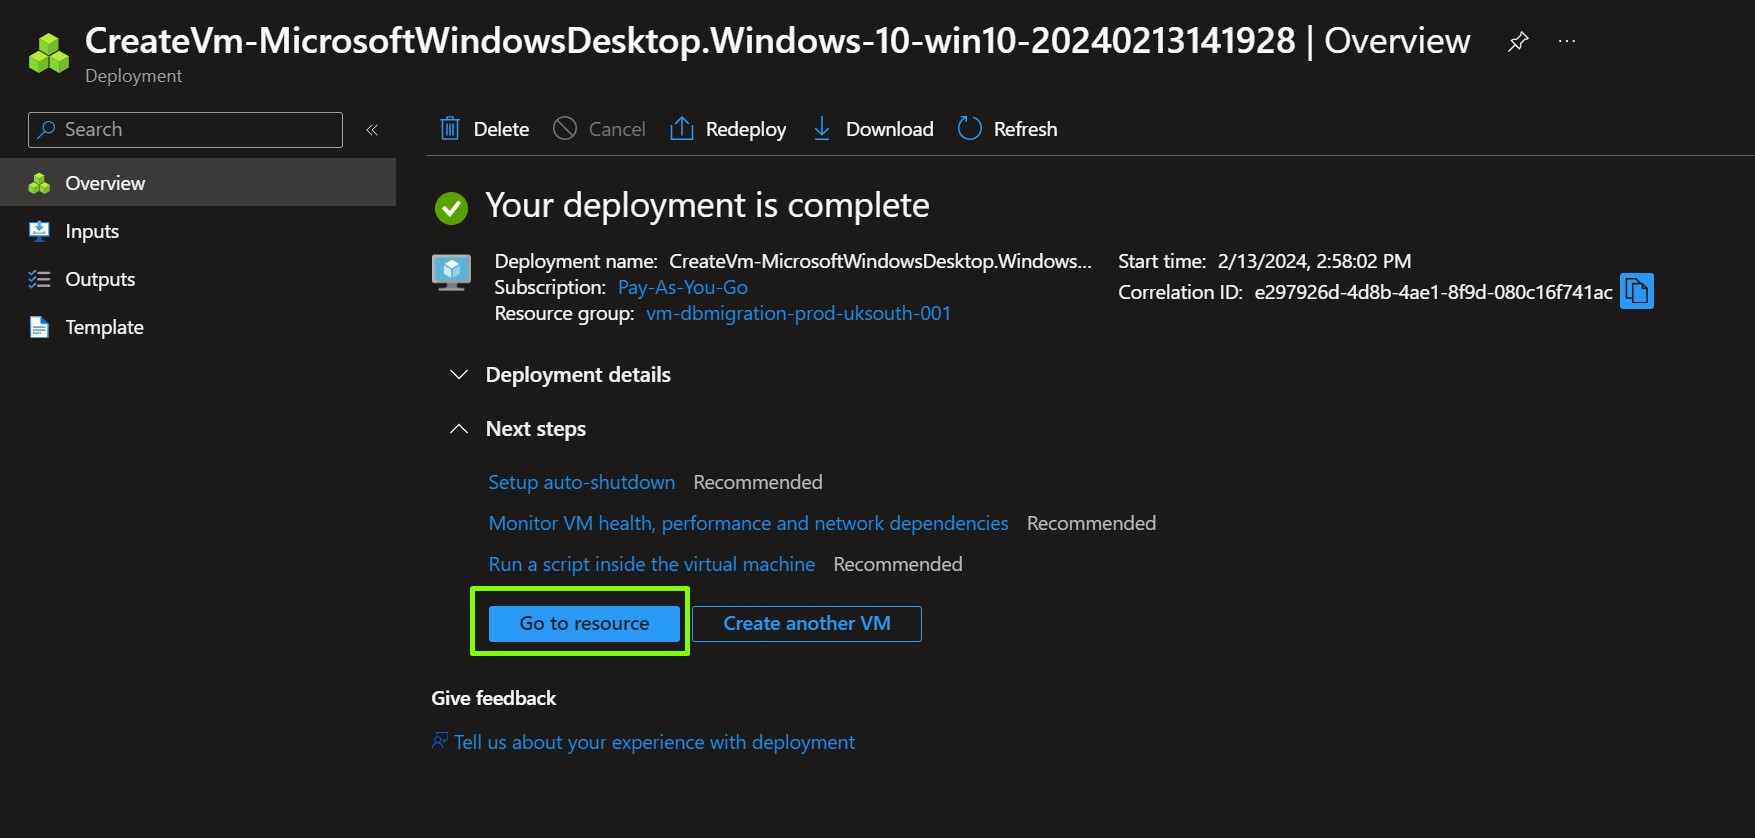 CreateVm-MicrosoftWindowsDesktop.Windows-10-win10-20240213141928 | Overview
Deployment
Search
Overview
Inputs
Outputs
Template
Delete
Cancel
Redeploy
Download
Refresh
Your deployment is complete
Deployment name: CreateVm-MicrosoftWindowsDesktop.Windows...
Subscription: Pay-As-You-Go
Resource group: vm-dbmigration-prod-uksouth-001
Start time: 2/13/2024, 2:58:02 PM
Correlation ID: e297926d-4d8b-4ae1-8f9d-080c16f741ac
Deployment details
Next steps
Setup auto-shutdown Recommended
Monitor VM health, performance and network dependencies Recommended
Run a script inside the virtual machine Recommended
Go to resource
Create another VM
Give feedback
Tell us about your experience with deployment